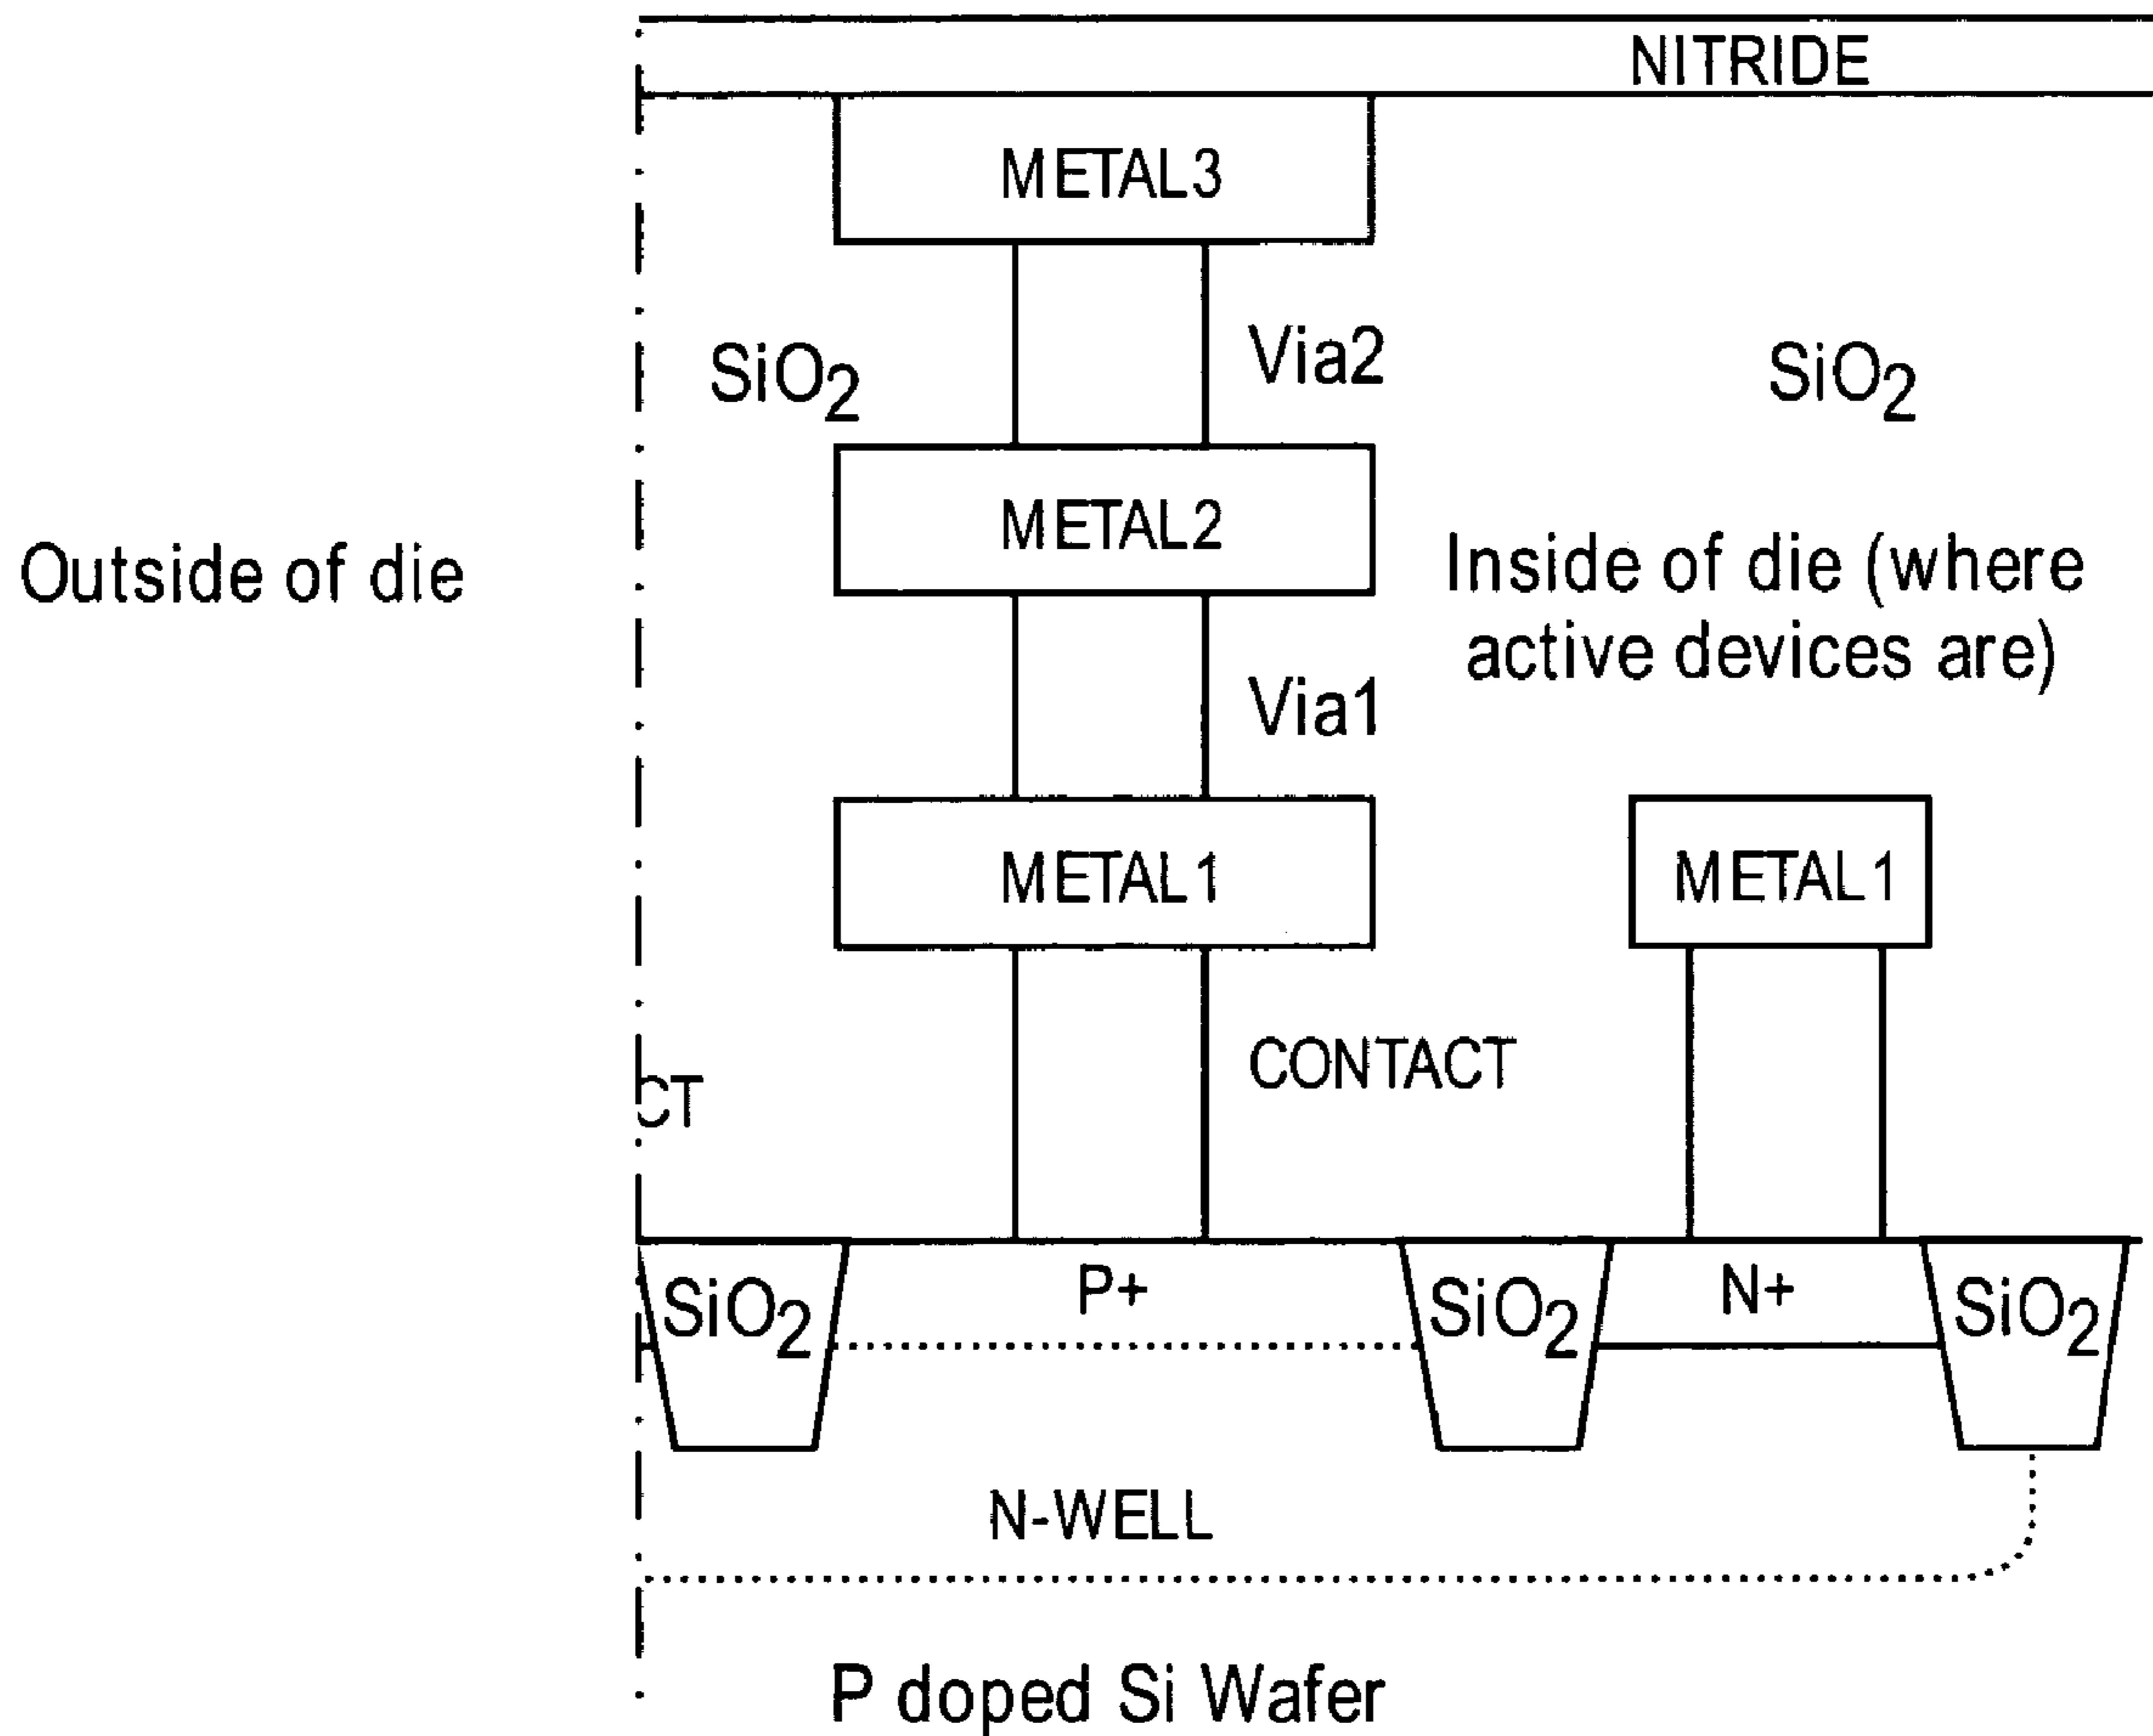 NITRIDE
METAL3
SiO2
Via2
SiO2
METAL2
Outside of die
Inside of die (where
active devices are)
Via1
METAL1
METAL1
CONTACT
CT
SiO2
P+
SiO2
N+
SiO2
N-WELL
P doped Si Wafer